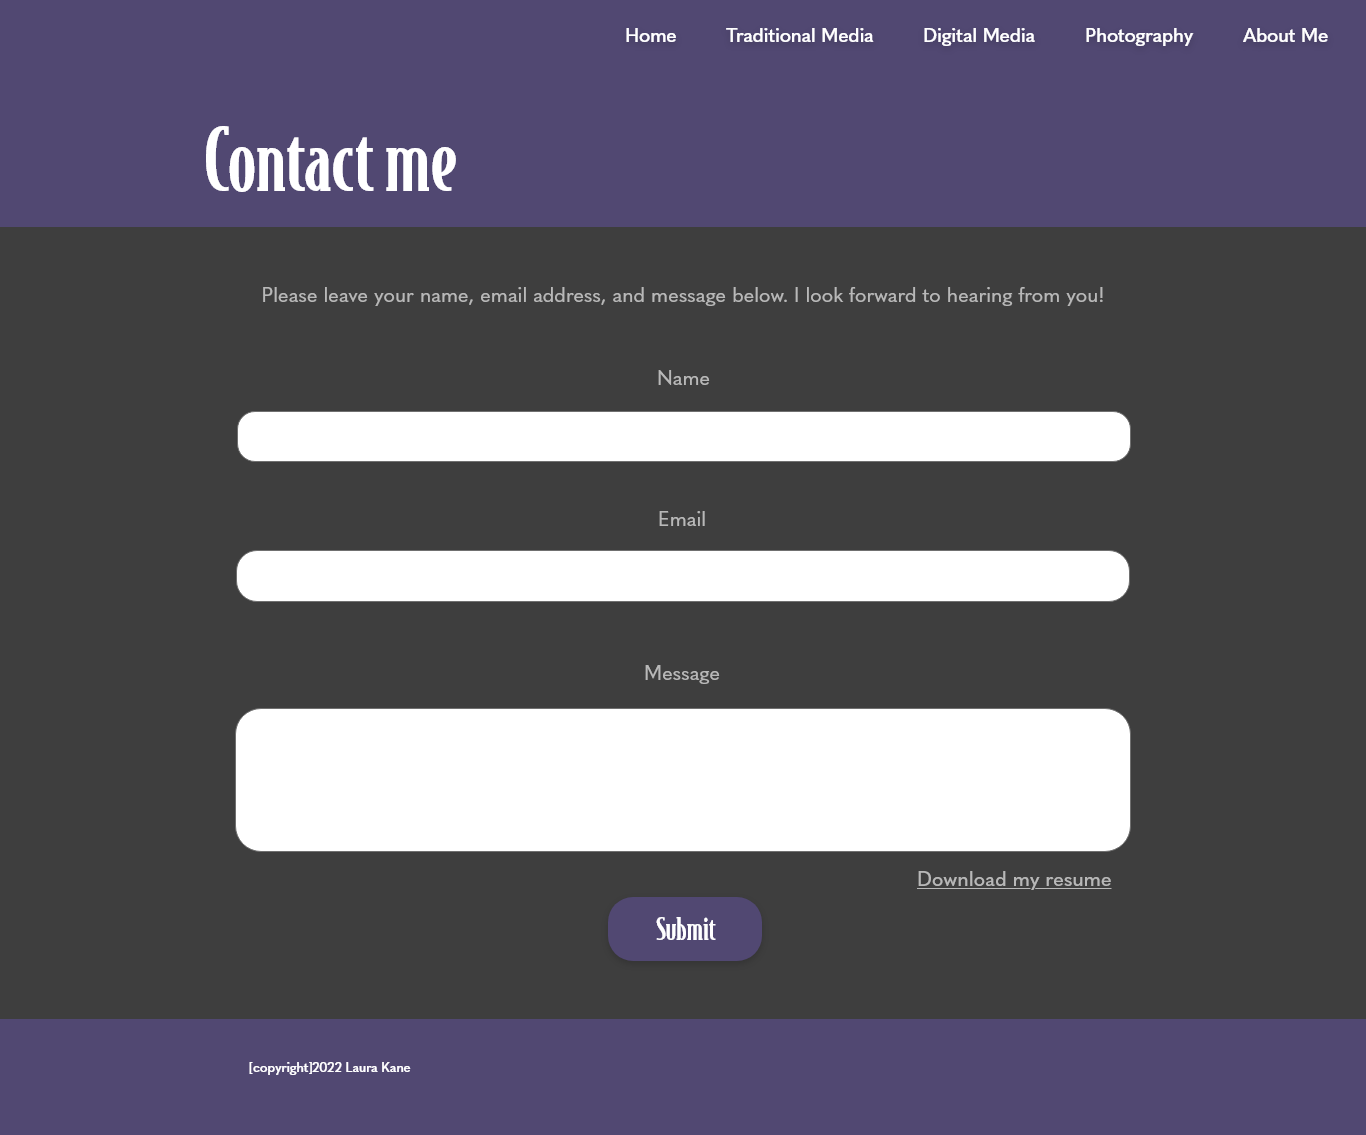 Home Traditional Media Digital Media Photography About Me
Contact me
Please leave your name, email address, and message below. I look forward to hearing from you!
Name
Email
Message
Download my resume
Submit
[copyright]2022 Laura Kane